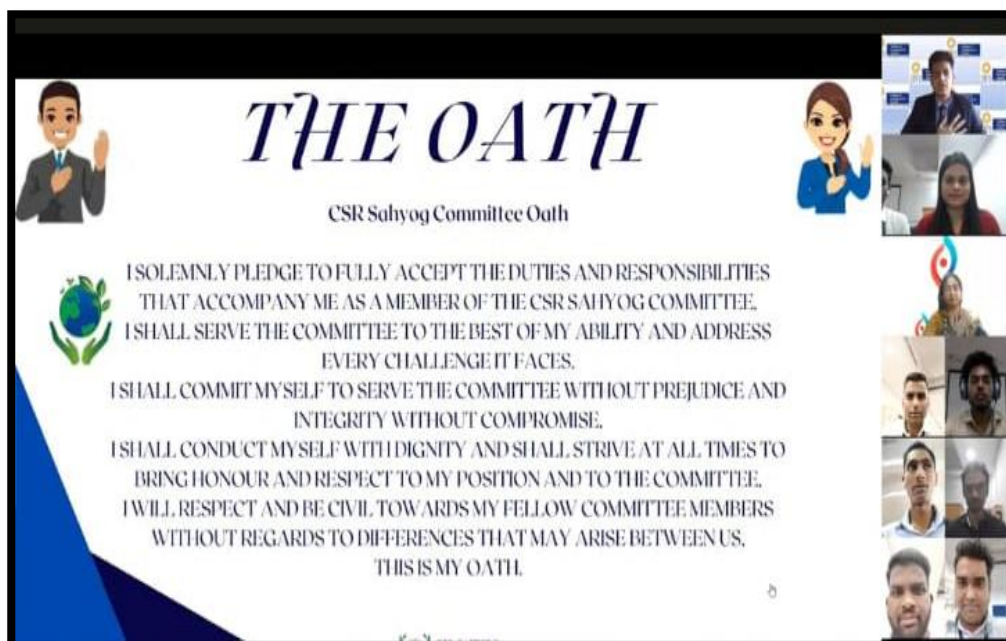 THE OATH
CSR Sahyog Committee Oath
I SOLEMNLY PLEDGE TO FULLY ACCEPT THE DUTIES AND RESPONSIBILITIES
THAT ACCOMPANY ME AS A MEMBER OF THE CSR SAHYOG COMMITTEE.
I SHALL SERVE THE COMMITTEE TO THE BEST OF MY ABILITY AND ADDRESS
EVERY CHALLENGE IT FACES.
I SHALL COMMIT MYSELF TO SERVE THE COMMITTEE WITHOUT PREJUDICE AND
INTEGRITY WITHOUT COMPROMISE.
I SHALL CONDUCT MYSELF WITH DIGNITY AND SHALL STRIVE AT ALL TIMES TO
BRING HONOUR AND RESPECT TO MY POSITION AND TO THE COMMITTEE.
I WILL RESPECT AND BE CIVIL TOWARDS MY FELLOW COMMITTEE MEMBERS
WITHOUT REGARDS TO DIFFERENCES THAT MAY ARISE BETWEEN US.
THIS IS MY OATH.